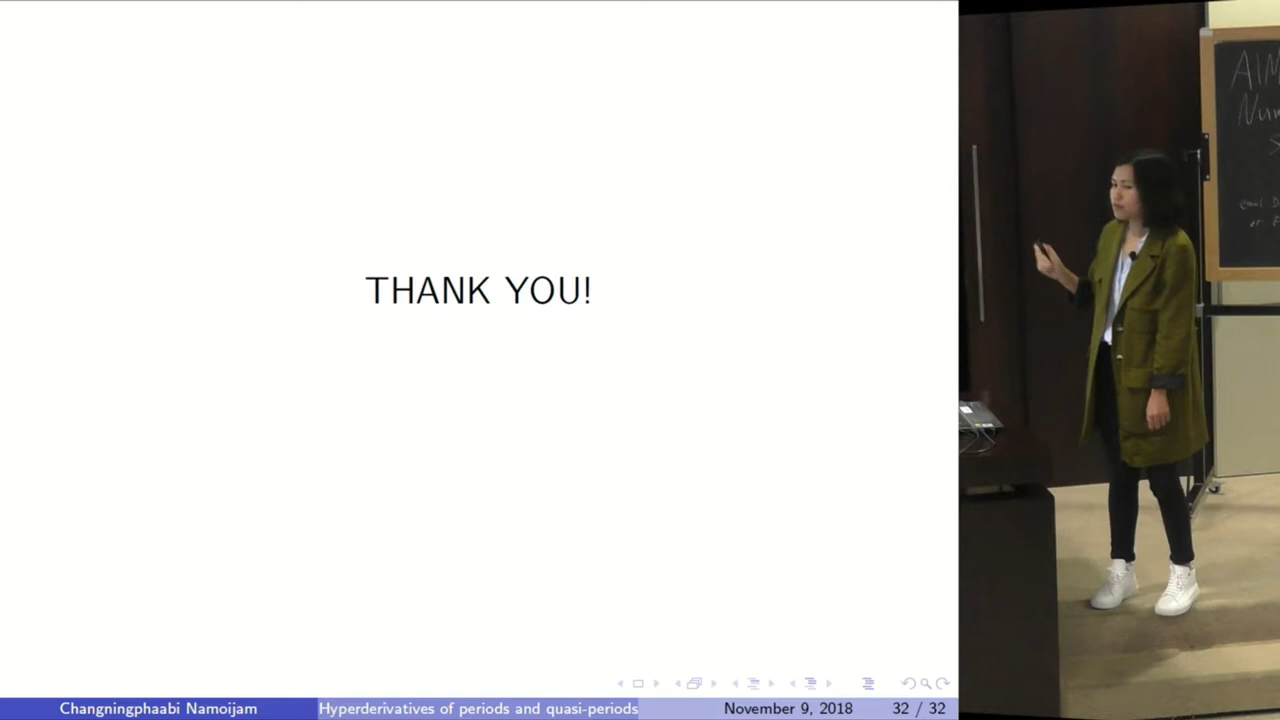 THANK YOU!
Changningphaabi Namoijam
Hyperderivatives of periods and quasi-periods
November 9, 2018
32 / 32